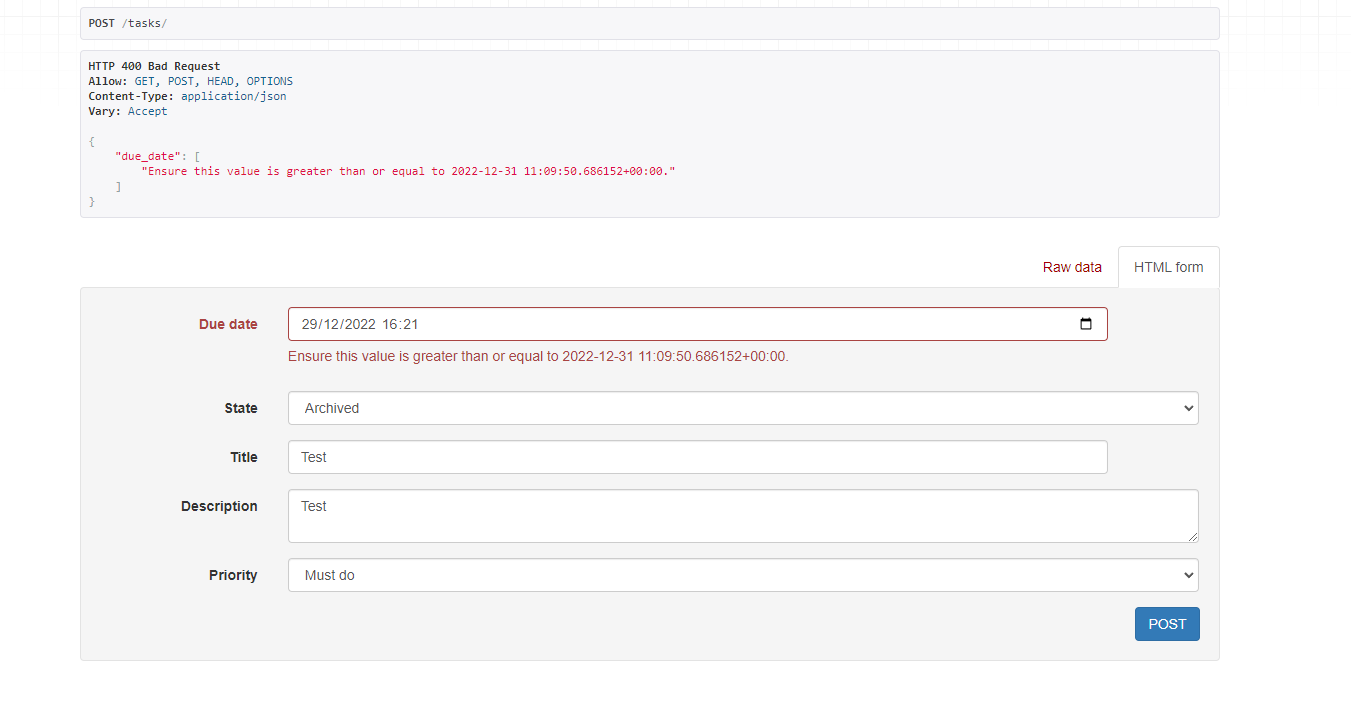 POST /tasks/
HTTP 400 Bad Request
Allow: GET, POST, HEAD, OPTIONS
Content-Type: application/json
Vary: Accept
{
"due_date": [
"Ensure this value is greater than or equal to 2022-12-31 11:09:50.686152+00:00."
]
}
Raw data HTML form
Due date 29/12/2022 16:21
Ensure this value is greater than or equal to 2022-12-31 11:09:50.686152+00:00.
State Archived
Title Test
Description Test
Priority Must do
POST